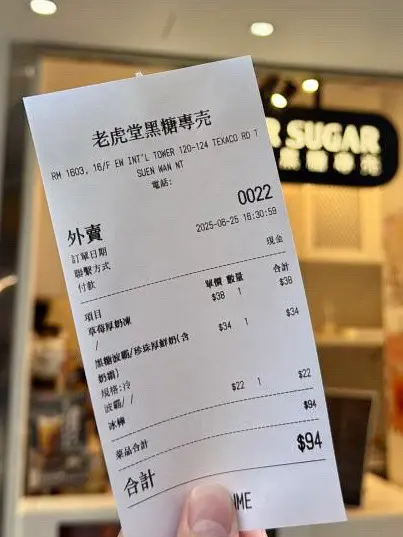 R SUGAR
黑糖專売
老虎堂黑糖專売
RM 1603, 16/F EW INT'L TOWER 120-124 TEXACO RD T
SUEN WAN NT
電話:
0022
外賣
訂單日期 2025-06-25 16:30:59
聯繫方式
付款 現金
項目 單價 數量 合計
草莓厚奶凍 $38 1 $38
/
黑糖波霸/珍珠厚鮮奶(含 $34 1 $34
奶霜)
規格:冷
波霸/ /
冰棒 $22 1 $22
菜品合計 $94
合計 $94
IME